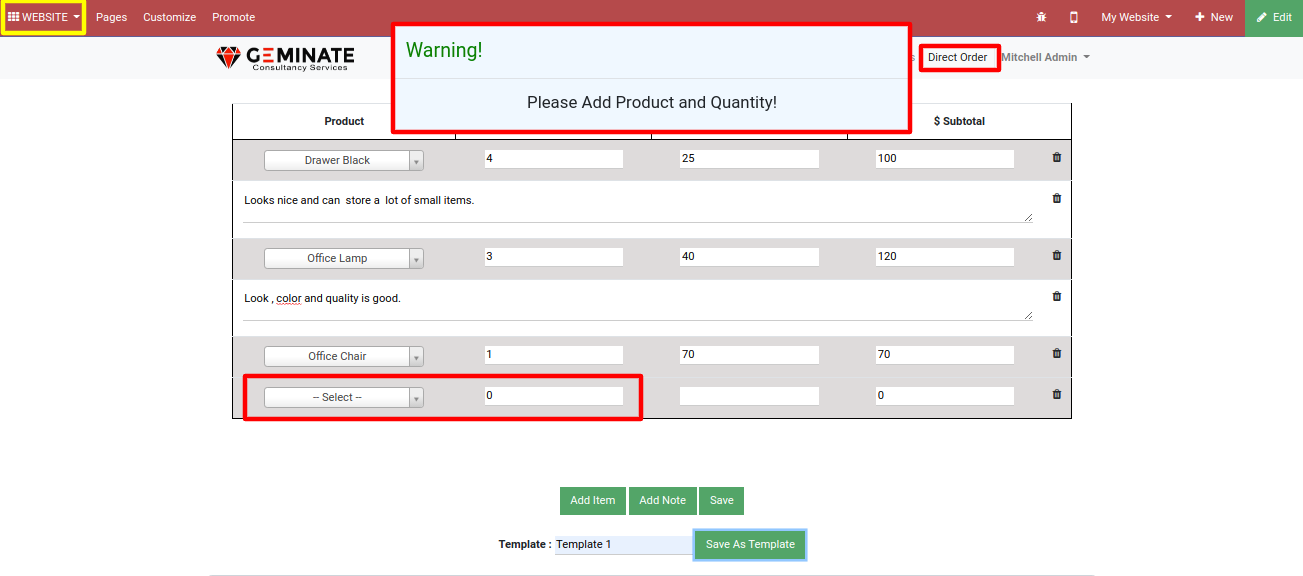 WEBSITE Pages Customize Promote My Website New Edit
Warning!
GEMINATE
Consultancy Services
Direct Order Mitchell Admin
Please Add Product and Quantity!
Product $ Subtotal
Drawer Black 4 25 100
Looks nice and can store a lot of small items.
Office Lamp 3 40 120
Look , color and quality is good.
Office Chair 1 70 70
-- Select -- 0 0
Add Item Add Note Save
Template : Template 1 Save As Template